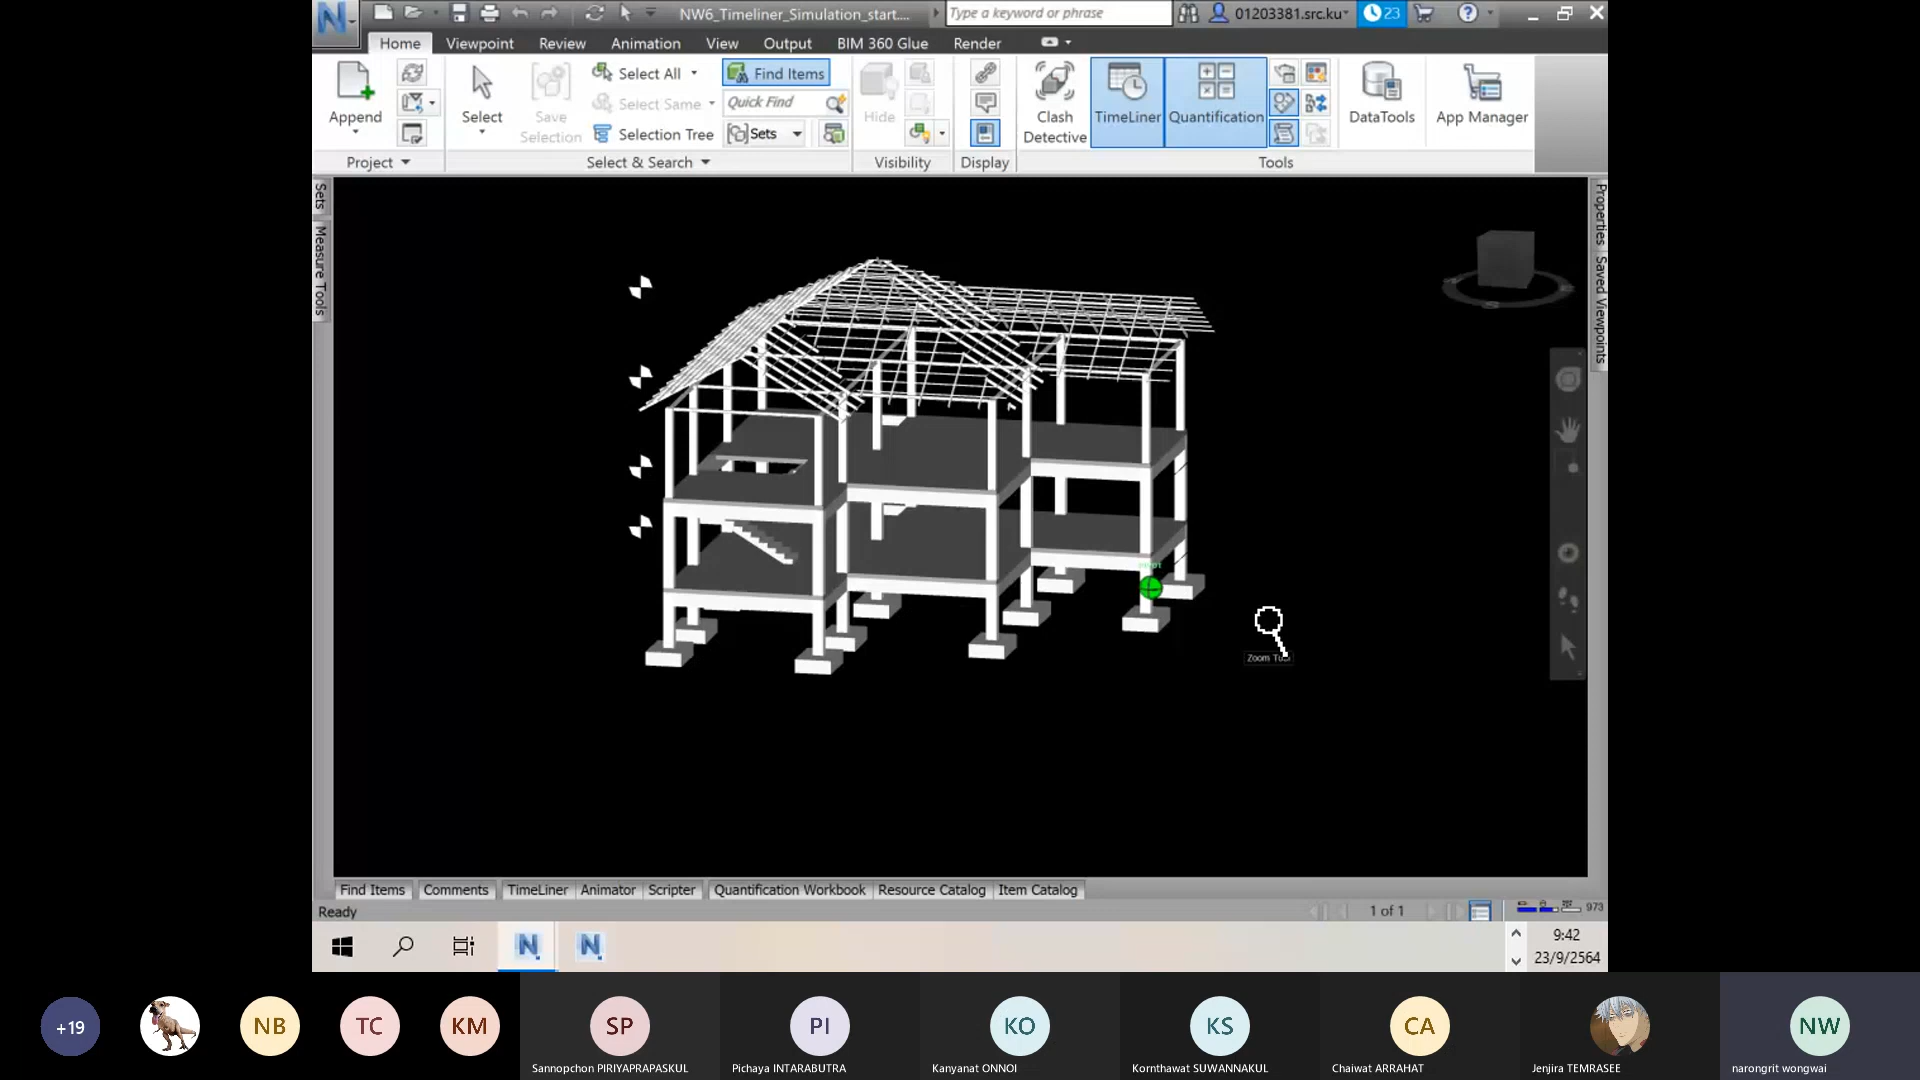 NW6_Timeliner_Simulation_start....
Type a keyword or phrase
01203381.src.ku
23
Home
Viewpoint
Review
Animation
View
Output
BIM 360 Glue
Render
Append
Select
Save
Selection
Select All
Select Same
Selection Tree
Find Items
Quick Find
Sets
Hide
Clash
Detective
TimeLiner
Quantification
DataTools
App Manager
Project
Select & Search
Visibility
Display
Tools
Sets
Measure Tools
Properties
Saved Viewpoints
Zoom Tool
Find Items
Comments
TimeLiner
Animator
Scripter
Quantification Workbook
Resource Catalog
Item Catalog
Ready
1 of 1
973
9:42
23/9/2564
+19
NB
TC
KM
SP
PI
KO
KS
CA
NW
Sannopchon PIRIYAPRAPASKUL
Pichaya INTARABUTRA
Kanyanat ONNOI
Kornthawat SUWANNAKUL
Chaiwat ARRAHAT
Jenjira TEMRASEE
narongrit wongwai